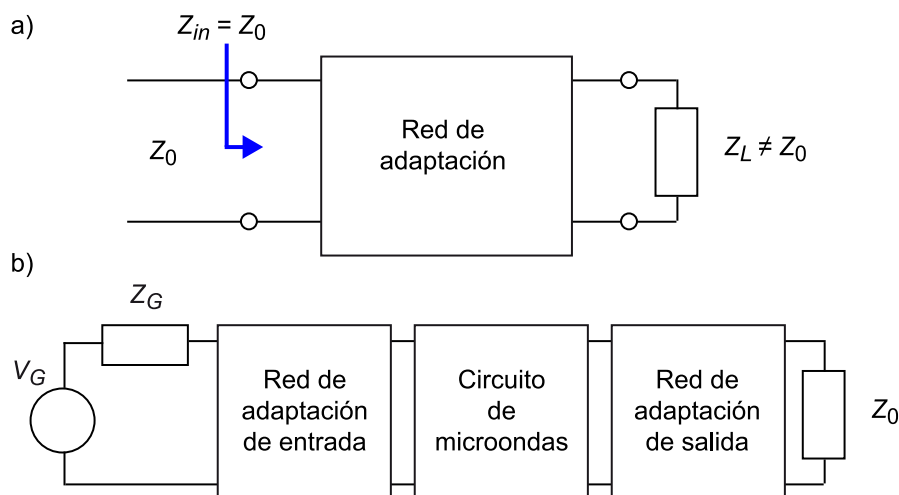 a)
Zin = Z0
Z0
Red de
adaptación
ZL ≠ Z0
b)
ZG
VG
Red de
adaptación
de entrada
Circuito
de
microondas
Red de
adaptación
de salida
Z0